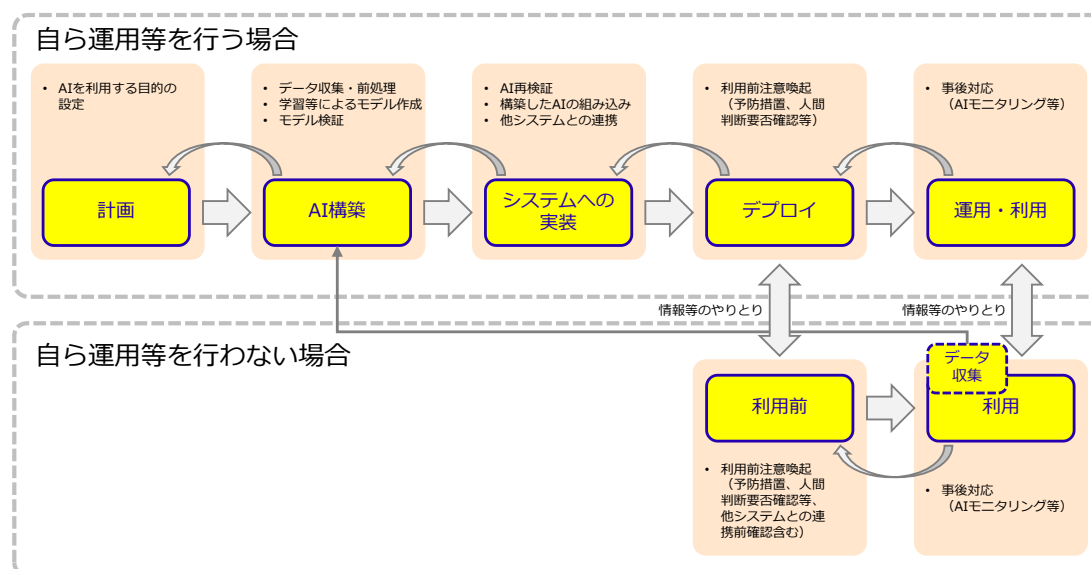 自ら運用等を行う場合
• AIを利用する目的の
設定
• データ収集・前処理
• 学習等によるモデル作成
• モデル検証
• AI再検証
• 構築したAIの組み込み
• 他システムとの連携
• 利用前注意喚起
（予防措置、人間
判断要否確認等）
• 事後対応
（AIモニタリング等）
計画
AI構築
システムへの
実装
デプロイ
運用・利用
情報等のやりとり
情報等のやりとり
自ら運用等を行わない場合
データ
収集
利用前
利用
• 利用前注意喚起
（予防措置、人間
判断要否確認等、
他システムとの連
携前確認含む）
• 事後対応
（AIモニタリング等）